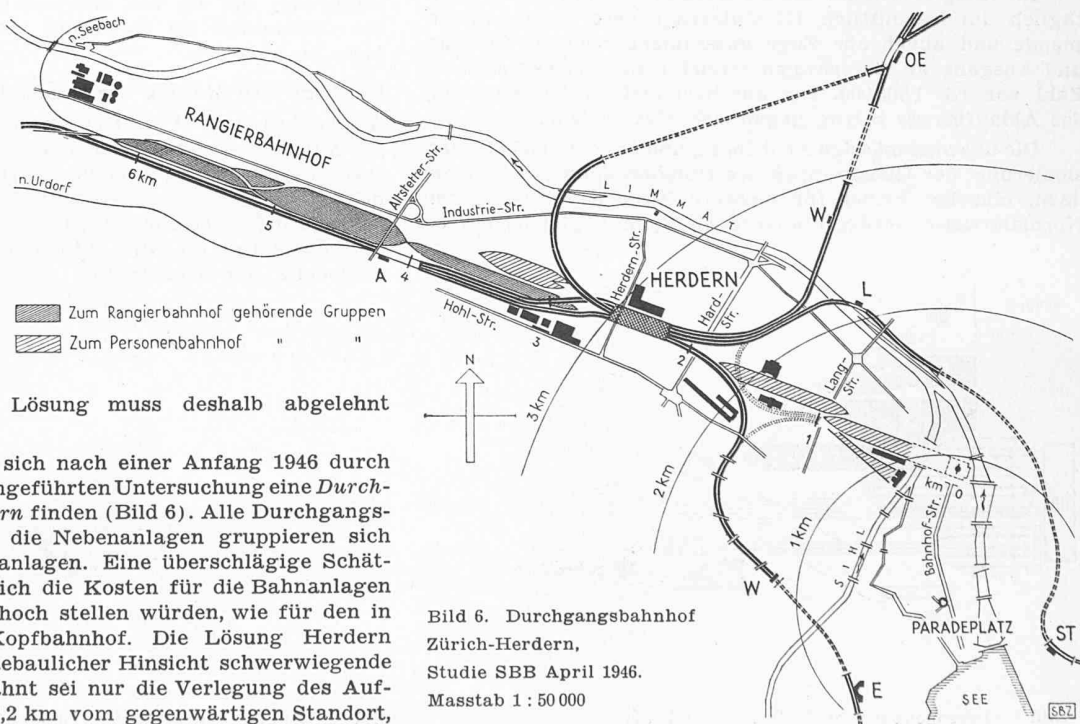 n. Seebach
RANGIERBAHNHOF
6 km
n. Urdorf
5
Altstetter-Str.
Industrie-Str.
A
4
LIMMAT
OE
W.
Herdern-Str.
HERDERN
Hard-
Str.
L
Hohl-Str.
3
2
Lang-
Str.
1
N
3 km
2 km
1 km
km 0
Zum Rangierbahnhof gehörende Gruppen
Zum Personenbahnhof " "
SIHL
Bahnhof-Str.
W
PARADEPLATZ
ST
E
SEE
SBZ
Lösung muss deshalb abgelehnt
sich nach einer Anfang 1946 durch
ngeführten Untersuchung eine Durch-
rn finden (Bild 6). Alle Durchgangs-
die Nebenanlagen gruppieren sich
anlagen. Eine überschlägige Schät-
ich die Kosten für die Bahnanlagen
hoch stellen würden, wie für den in
Kopfbahnhof. Die Lösung Herdern
ebaulicher Hinsicht schwerwiegende
ahnt sei nur die Verlegung des Auf-
,2 km vom gegenwärtigen Standort,
Bild 6. Durchgangsbahnhof
Zürich-Herdern,
Studie SBB April 1946.
Masstab 1 : 50 000